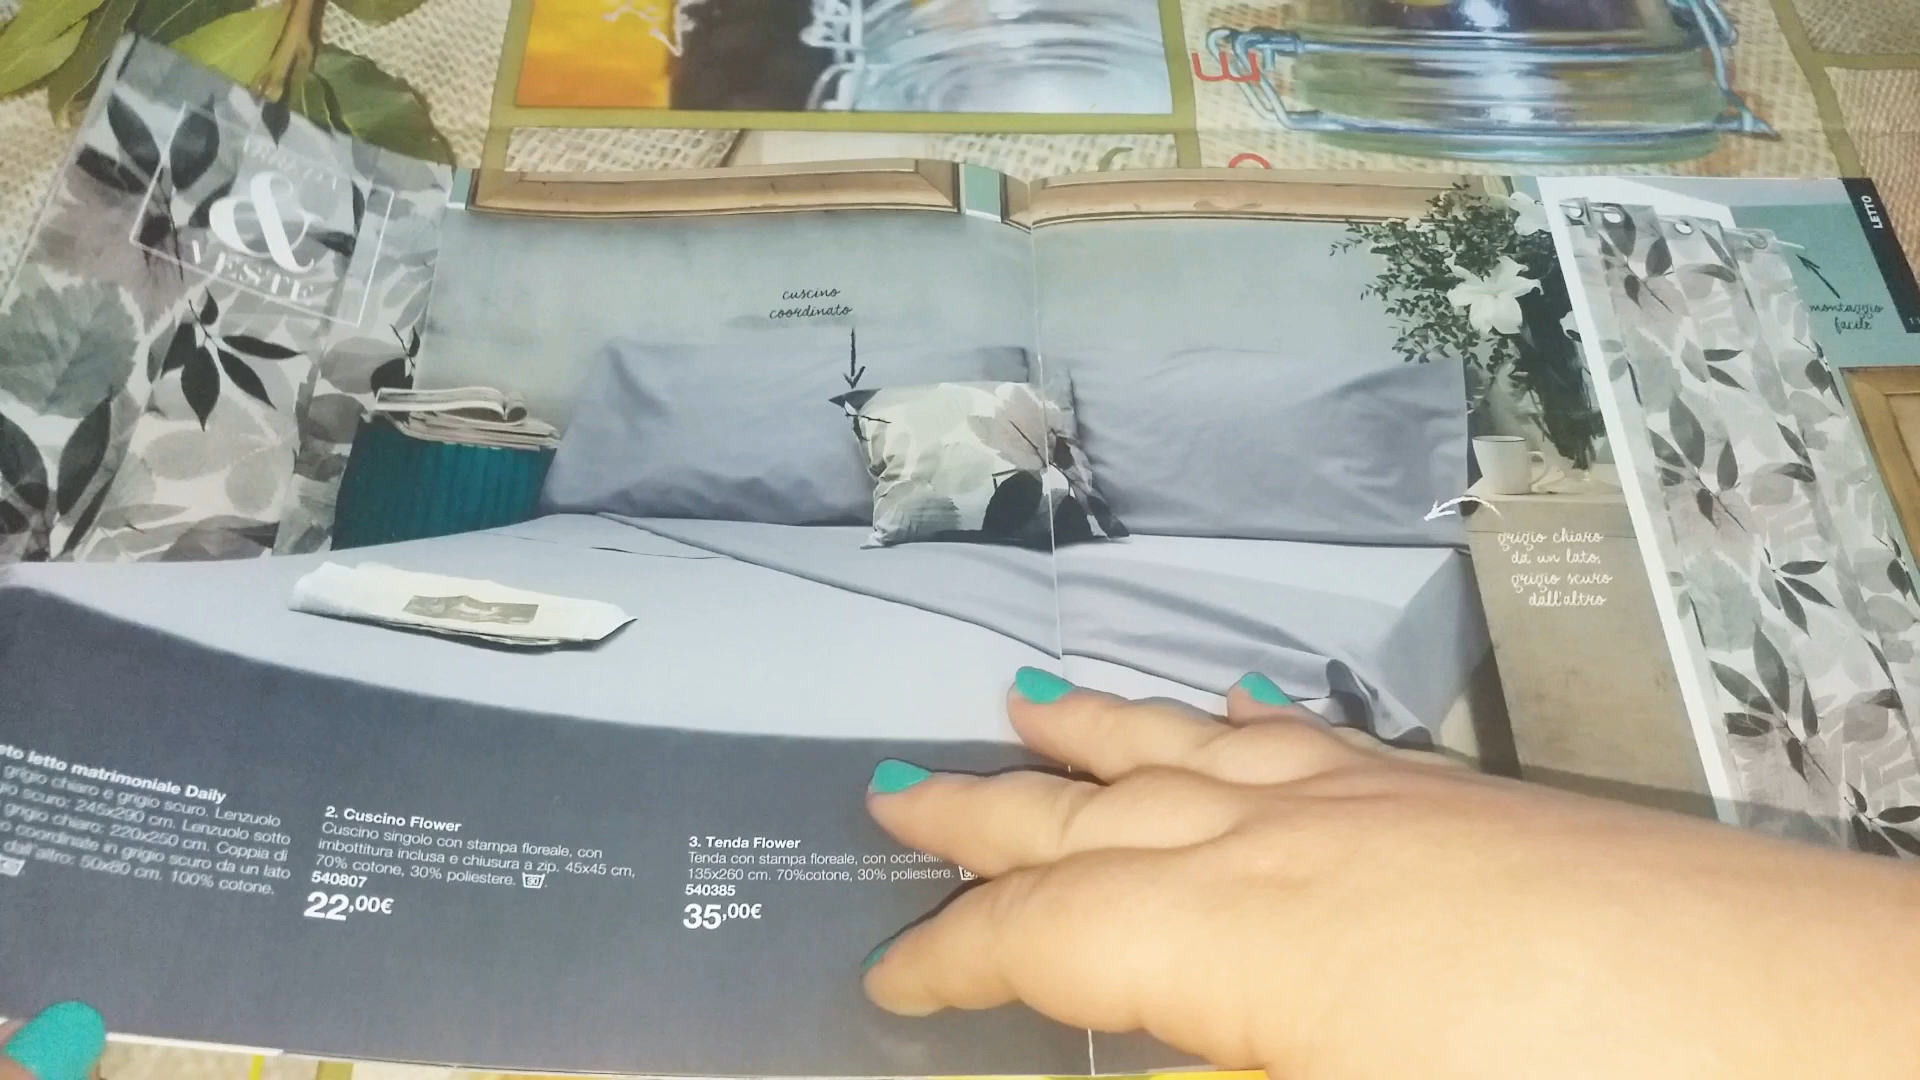 &
VESTE
LETTO
cuscino
coordinato
montaggio
facile
grigio chiaro
da un lato,
grigio scuro
dall'altro
eto letto matrimoniale Daily
grigio chiaro e grigio scuro. Lenzuolo
gio scuro: 245x290 cm. Lenzuolo sotto
grigio chiaro: 220x250 cm. Coppia di
o coordinate in grigio scuro da un lato
dall'altro: 50x80 cm. 100% cotone.
2. Cuscino Flower
Cuscino singolo con stampa floreale, con
imbottitura inclusa e chiusura a zip. 45x45 cm,
70% cotone, 30% poliestere. 30.
540807
22,00€
3. Tenda Flower
Tenda con stampa floreale, con
135x260 cm. 70%cotone, 30% poliestere.
540385
35,00€